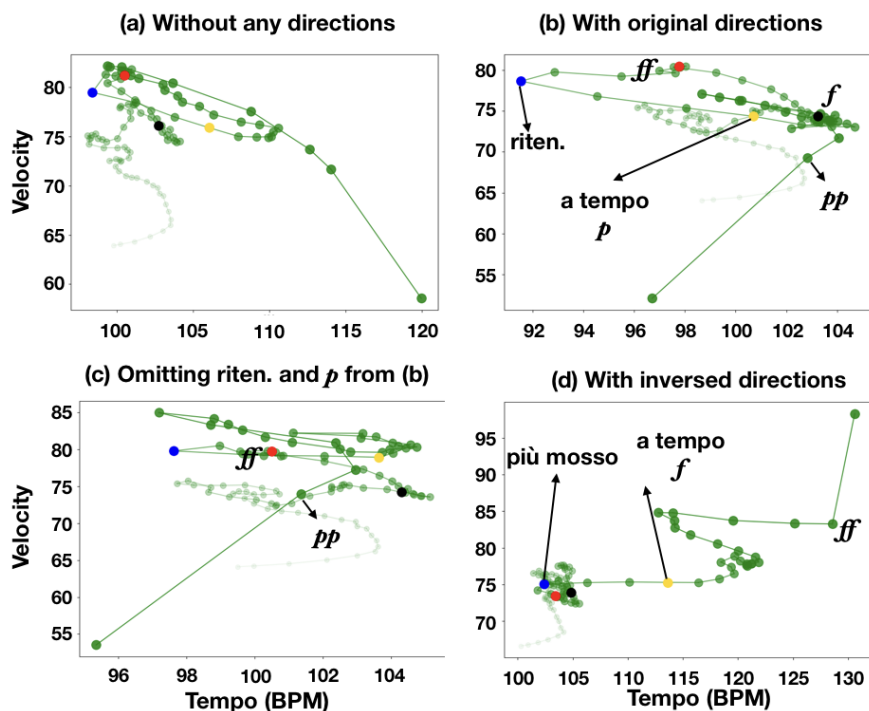 (a) Without any directions
(b) With original directions
Velocity
80
75
70
65
60
100
105
110
115
120
80
75
70
65
60
55
ff
f
riten.
a tempo
p
pp
92
94
96
98
100
102
104
(c) Omitting riten. and p from (b)
(d) With inversed directions
Velocity
85
80
75
70
65
60
55
ff
pp
96
98
100
102
104
Tempo (BPM)
95
90
85
80
75
70
più mosso
a tempo
f
ff
100
105
110
115
120
125
130
Tempo (BPM)